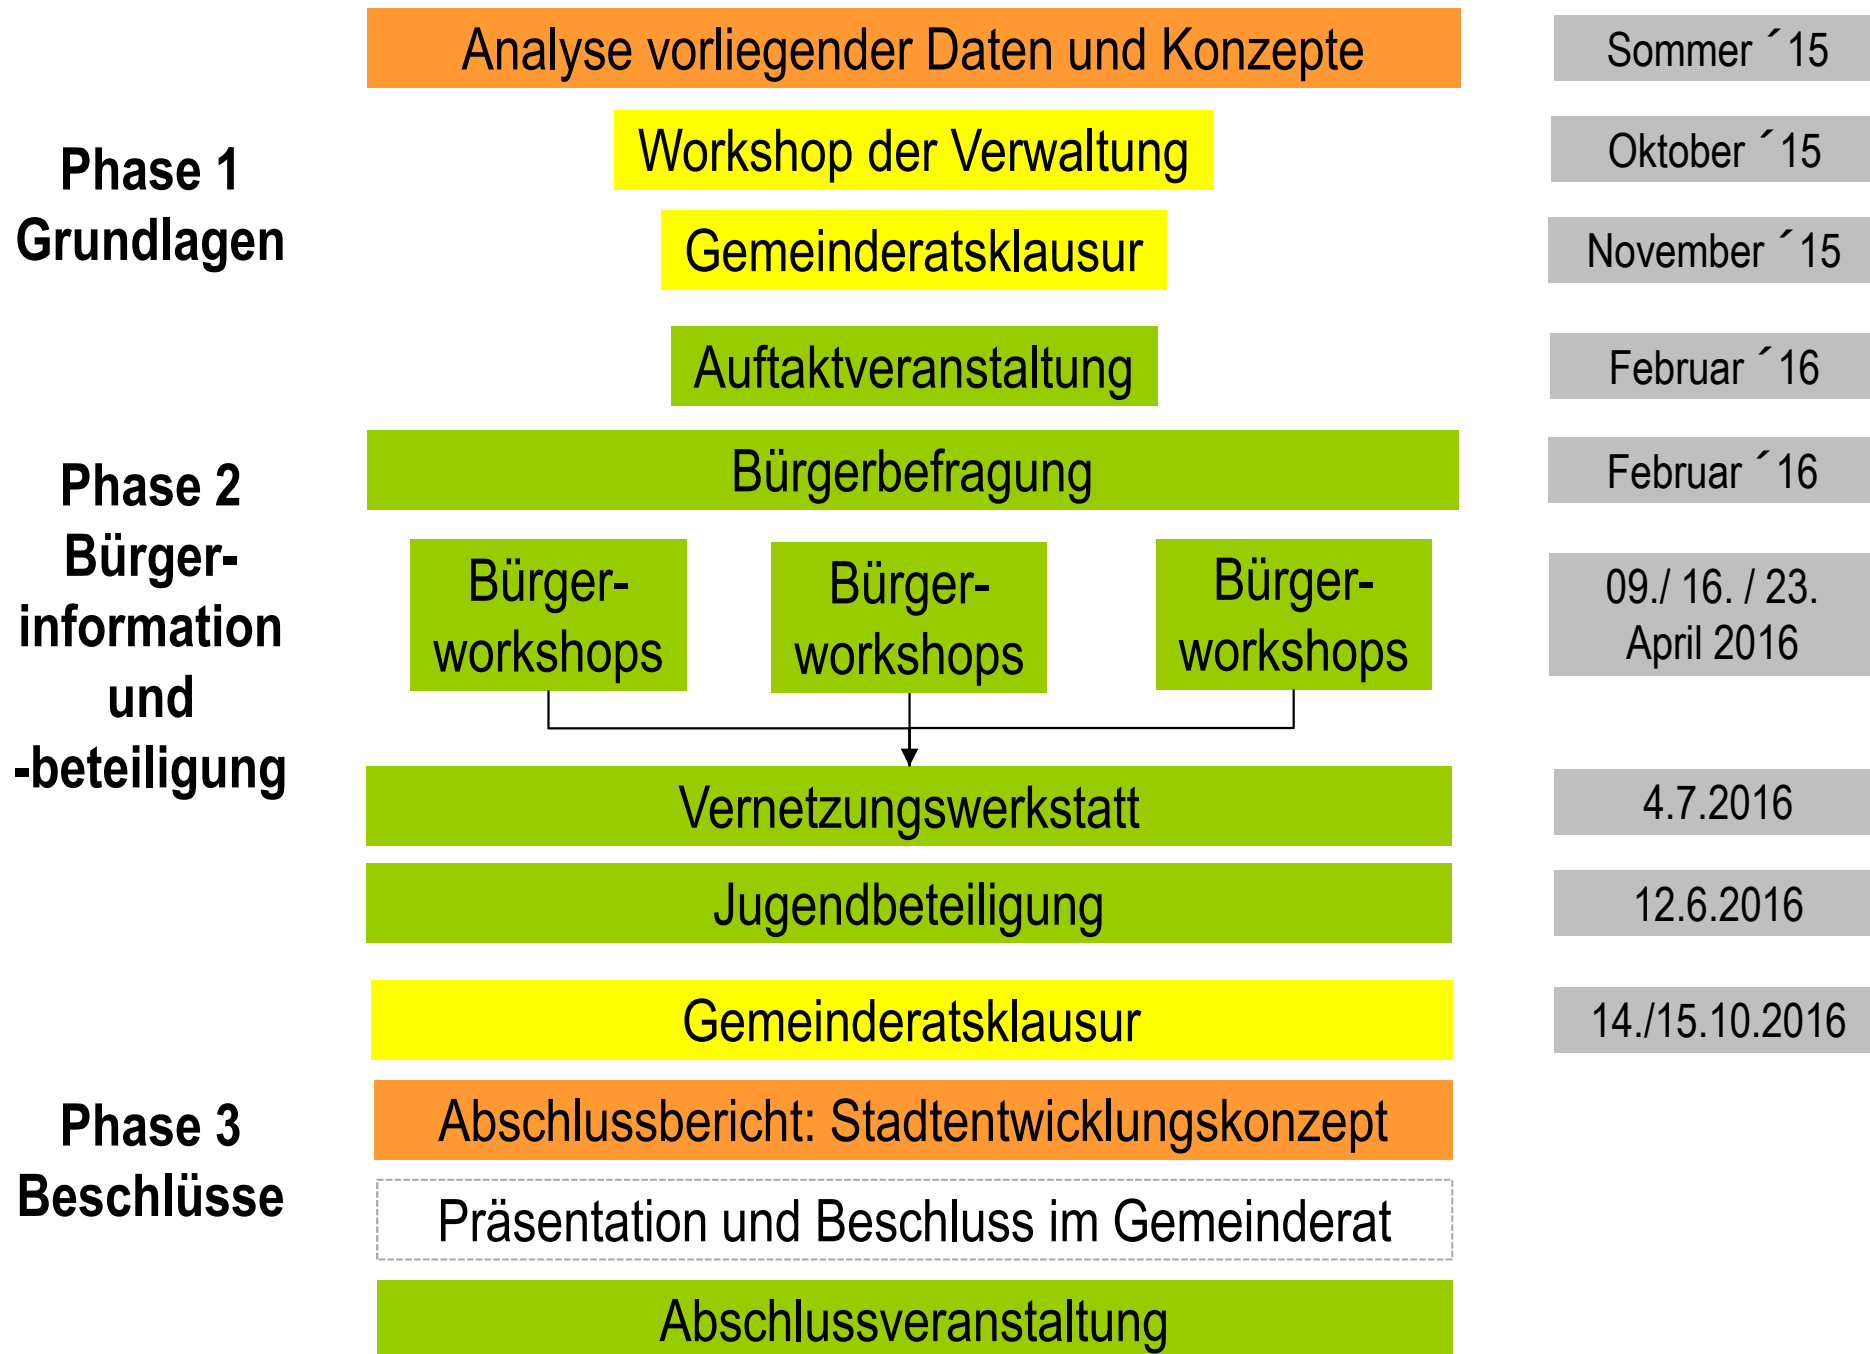 Analyse vorliegender Daten und Konzepte
Sommer ´15
Phase 1
Grundlagen
Workshop der Verwaltung
Oktober ´15
Gemeinderatsklausur
November ´15
Auftaktveranstaltung
Februar ´16
Phase 2
Bürger-
information
und
-beteiligung
Bürgerbefragung
Februar ´16
Bürger-
workshops
Bürger-
workshops
Bürger-
workshops
09./ 16. / 23.
April 2016
Vernetzungswerkstatt
4.7.2016
Jugendbeteiligung
12.6.2016
Gemeinderatsklausur
14./15.10.2016
Phase 3
Beschlüsse
Abschlussbericht: Stadtentwicklungskonzept
Präsentation und Beschluss im Gemeinderat
Abschlussveranstaltung